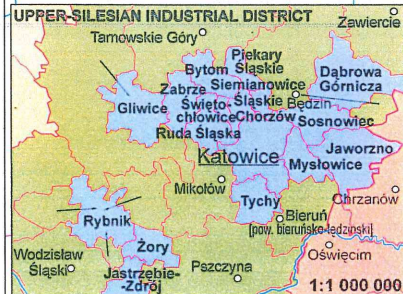 UPPER-SILESIAN INDUSTRIAL DISTRICT
Zawiercie
Tarnowskie Góry
Piekary
Śląskie
Bytom
Siemianowice
Śląskie
Dąbrowa
Górnicza
Zabrze
Gliwice
Święto-
chłowice
Chorzów
Będzin
Sosnowiec
Ruda Śląska
Katowice
Jaworzno
Mysłowice
Mikołów
Tychy
Chrzanów
Bieruń
[pow. bieruńsko-lędziński]
Rybnik
Żory
Oświęcim
Wodzisław
Śląski
Pszczyna
Jastrzębie-
-Zdrój
1:1 000 000